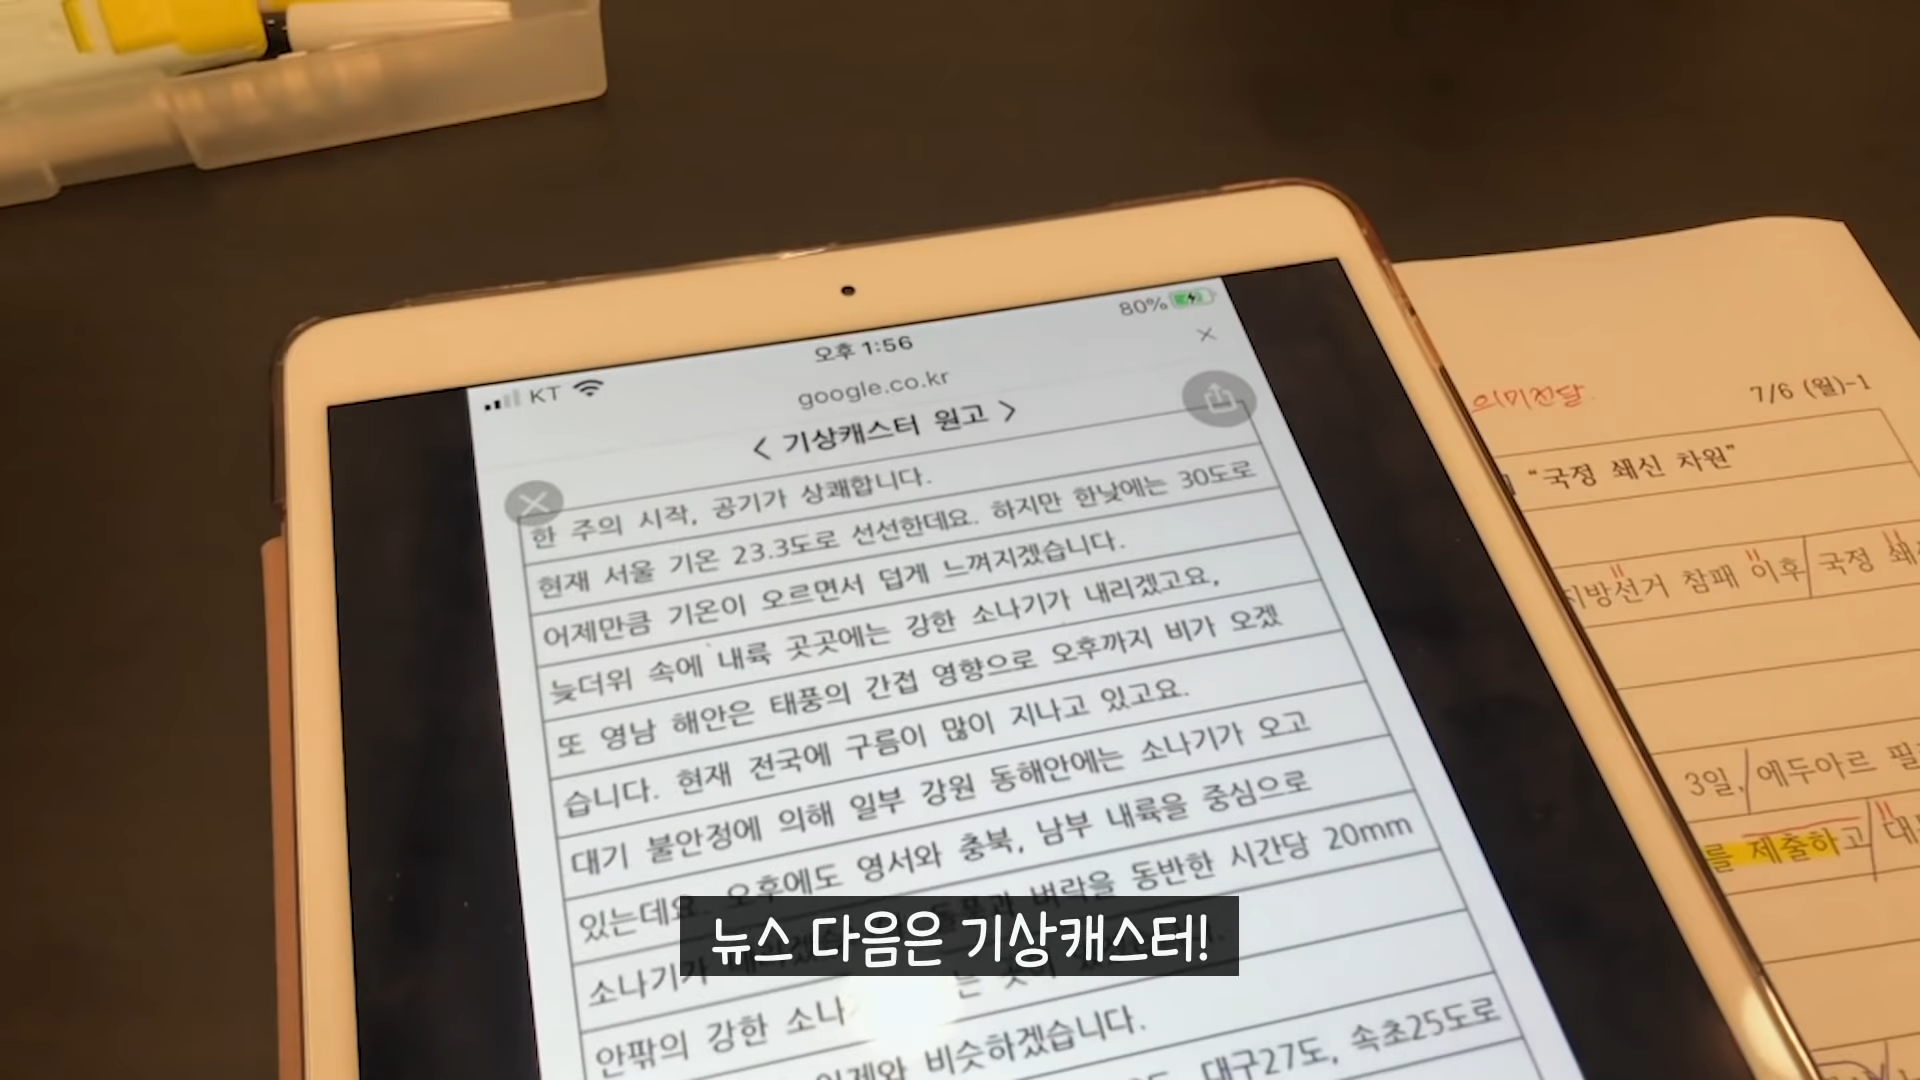 오후 1:56
80%
KT
google.co.kr
< 기상캐스터 원고 >
한 주의 시작, 공기가 상쾌합니다.
현재 서울 기온 23.3도로 선선한데요. 하지만 한낮에는 30도로
어제만큼 기온이 오르면서 덥게 느껴지겠습니다.
늦더위 속에 내륙 곳곳에는 강한 소나기가 내리겠고요,
또 영남 해안은 태풍의 간접 영향으로 오후까지 비가 오겠
습니다. 현재 전국에 구름이 많이 지나고 있고요.
대기 불안정에 의해 일부 강원 동해안에는 소나기가 오고
있는데요. 오후에도 영서와 충북, 남부 내륙을 중심으로
소나기가 벼락을 동반한 시간당 20mm
안팎의 강한 소나
비슷하겠습니다.
대구27도, 속초25도로
의미전달
7/6 (월)-1
"국정 쇄신 차원"
지방선거 참패 이후 국정
3일, 에두아르
를 제출하고
뉴스 다음은 기상캐스터!